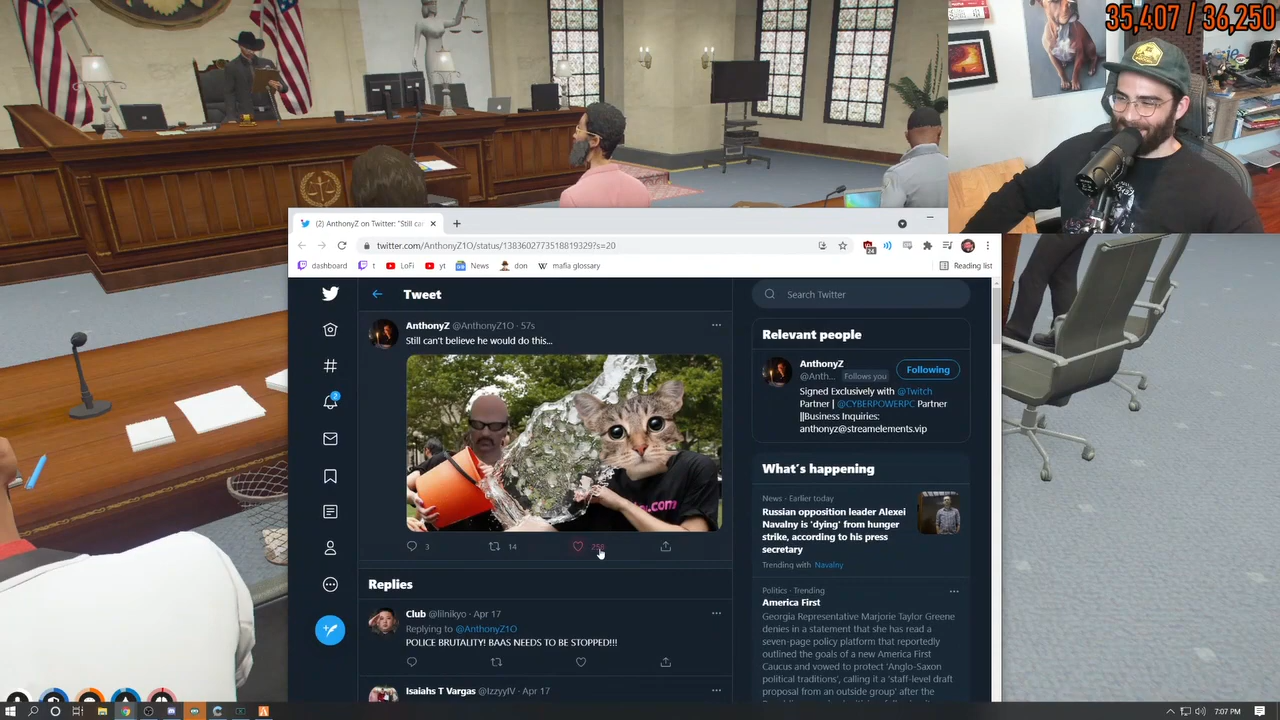 35,407 / 36,250
(2) AnthonyZ on Twitter: "Still ca
twitter.com/AnthonyZ1O/status/1383602773518819329?s=20
24
dashboard
t
LoFi
yt
News
don
mafia glossary
Reading list
Tweet
Search Twitter
AnthonyZ @AnthonyZ1O · 57s
Still can't believe he would do this...
y.com
3
14
2
Relevant people
AnthonyZ
@Anth... Follows you
Following
Signed Exclusively with @Twitch
Partner | @CYBERPOWERPC Partner
||Business Inquiries:
anthonyz@streamelements.vip
What's happening
News · Earlier today
Russian opposition leader Alexei
Navalny is 'dying' from hunger
strike, according to his press
secretary
Trending with Navalny
Politics · Trending
America First
Georgia Representative Marjorie Taylor Greene
denies in a statement that she has read a
seven-page policy platform that reportedly
outlined the goals of a new America First
Caucus and vowed to protect 'Anglo-Saxon
political traditions', calling it a 'staff-level draft
proposal from an outside group' after the
Replies
Club @lilnikyo · Apr 17
Replying to @AnthonyZ1O
POLICE BRUTALITY! BAAS NEEDS TO BE STOPPED!!!
Isaiahs T Vargas @IzzyyIV · Apr 17
7:07 PM